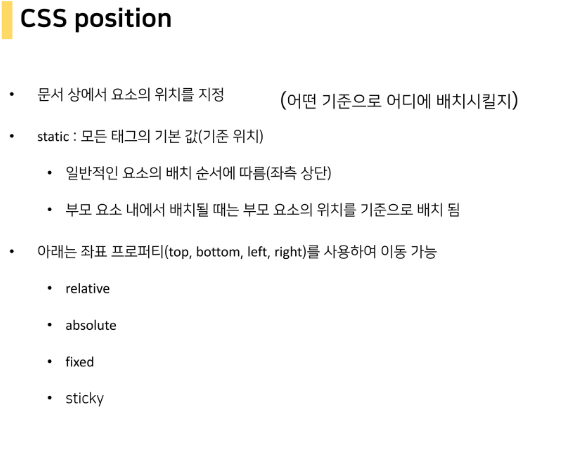 CSS position
• 문서 상에서 요소의 위치를 지정 (어떤 기준으로 어디에 배치시킬지)
• static : 모든 태그의 기본 값(기준 위치)
• 일반적인 요소의 배치 순서에 따름(좌측 상단)
• 부모 요소 내에서 배치될 때는 부모 요소의 위치를 기준으로 배치 됨
• 아래는 좌표 프로퍼티(top, bottom, left, right)를 사용하여 이동 가능
• relative
• absolute
• fixed
• sticky